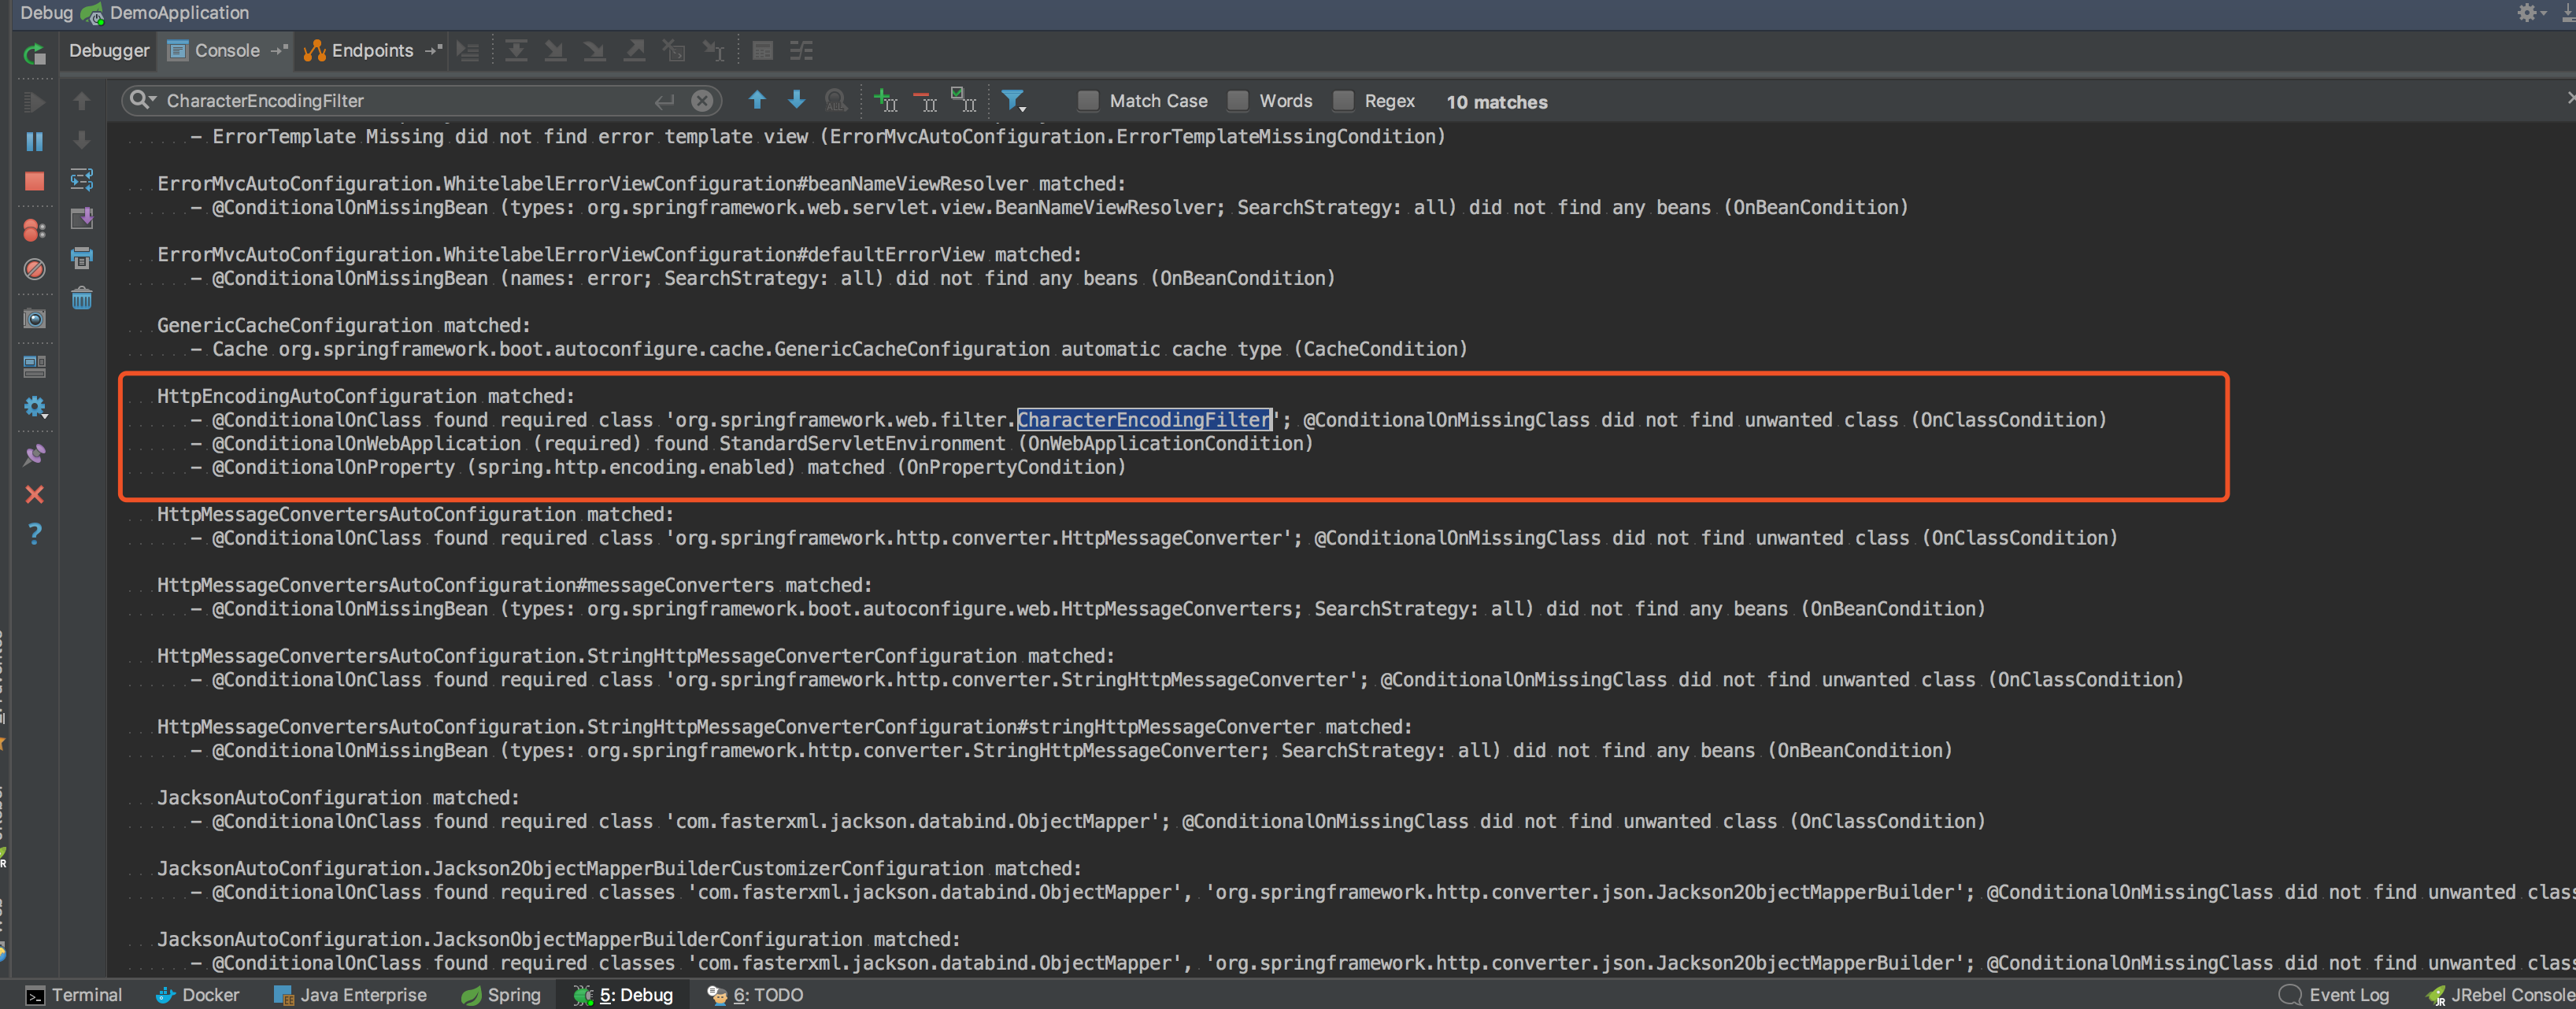 Debug DemoApplication
Debugger Console Endpoints
CharacterEncodingFilter Match Case Words Regex 10 matches
- ErrorTemplate Missing did not find error template view (ErrorMvcAutoConfiguration.ErrorTemplateMissingCondition)
ErrorMvcAutoConfiguration.WhitelabelErrorViewConfiguration#beanNameViewResolver matched:
- @ConditionalOnMissingBean (types: org.springframework.web.servlet.view.BeanNameViewResolver; SearchStrategy: all) did not find any beans (OnBeanCondition)
ErrorMvcAutoConfiguration.WhitelabelErrorViewConfiguration#defaultErrorView matched:
- @ConditionalOnMissingBean (names: error; SearchStrategy: all) did not find any beans (OnBeanCondition)
GenericCacheConfiguration matched:
- Cache org.springframework.boot.autoconfigure.cache.GenericCacheConfiguration automatic cache type (CacheCondition)
HttpEncodingAutoConfiguration matched:
- @ConditionalOnClass found required class 'org.springframework.web.filter.CharacterEncodingFilter'; @ConditionalOnMissingClass did not find unwanted class (OnClassCondition)
- @ConditionalOnWebApplication (required) found StandardServletEnvironment (OnWebApplicationCondition)
- @ConditionalOnProperty (spring.http.encoding.enabled) matched (OnPropertyCondition)
HttpMessageConvertersAutoConfiguration matched:
- @ConditionalOnClass found required class 'org.springframework.http.converter.HttpMessageConverter'; @ConditionalOnMissingClass did not find unwanted class (OnClassCondition)
HttpMessageConvertersAutoConfiguration#messageConverters matched:
- @ConditionalOnMissingBean (types: org.springframework.boot.autoconfigure.web.HttpMessageConverters; SearchStrategy: all) did not find any beans (OnBeanCondition)
HttpMessageConvertersAutoConfiguration.StringHttpMessageConverterConfiguration matched:
- @ConditionalOnClass found required class 'org.springframework.http.converter.StringHttpMessageConverter'; @ConditionalOnMissingClass did not find unwanted class (OnClassCondition)
HttpMessageConvertersAutoConfiguration.StringHttpMessageConverterConfiguration#stringHttpMessageConverter matched:
- @ConditionalOnMissingBean (types: org.springframework.http.converter.StringHttpMessageConverter; SearchStrategy: all) did not find any beans (OnBeanCondition)
JacksonAutoConfiguration matched:
- @ConditionalOnClass found required class 'com.fasterxml.jackson.databind.ObjectMapper'; @ConditionalOnMissingClass did not find unwanted class (OnClassCondition)
JacksonAutoConfiguration.Jackson2ObjectMapperBuilderCustomizerConfiguration matched:
- @ConditionalOnClass found required classes 'com.fasterxml.jackson.databind.ObjectMapper', 'org.springframework.http.converter.json.Jackson2ObjectMapperBuilder'; @ConditionalOnMissingClass did not find unwanted class
JacksonAutoConfiguration.JacksonObjectMapperBuilderConfiguration matched:
- @ConditionalOnClass found required classes 'com.fasterxml.jackson.databind.ObjectMapper', 'org.springframework.http.converter.json.Jackson2ObjectMapperBuilder'; @ConditionalOnMissingClass did not find unwanted class
Terminal Docker Java Enterprise Spring 5: Debug 6: TODO Event Log JRebel Console